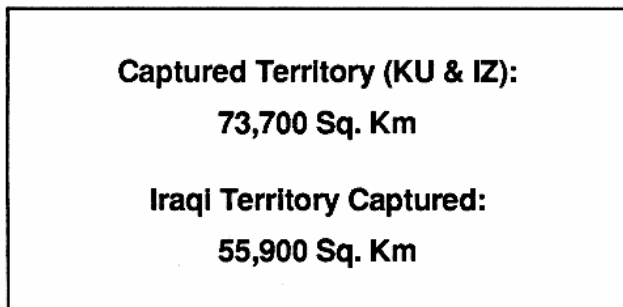 Captured Territory (KU & IZ):
73,700 Sq. Km
Iraqi Territory Captured:
55,900 Sq. Km